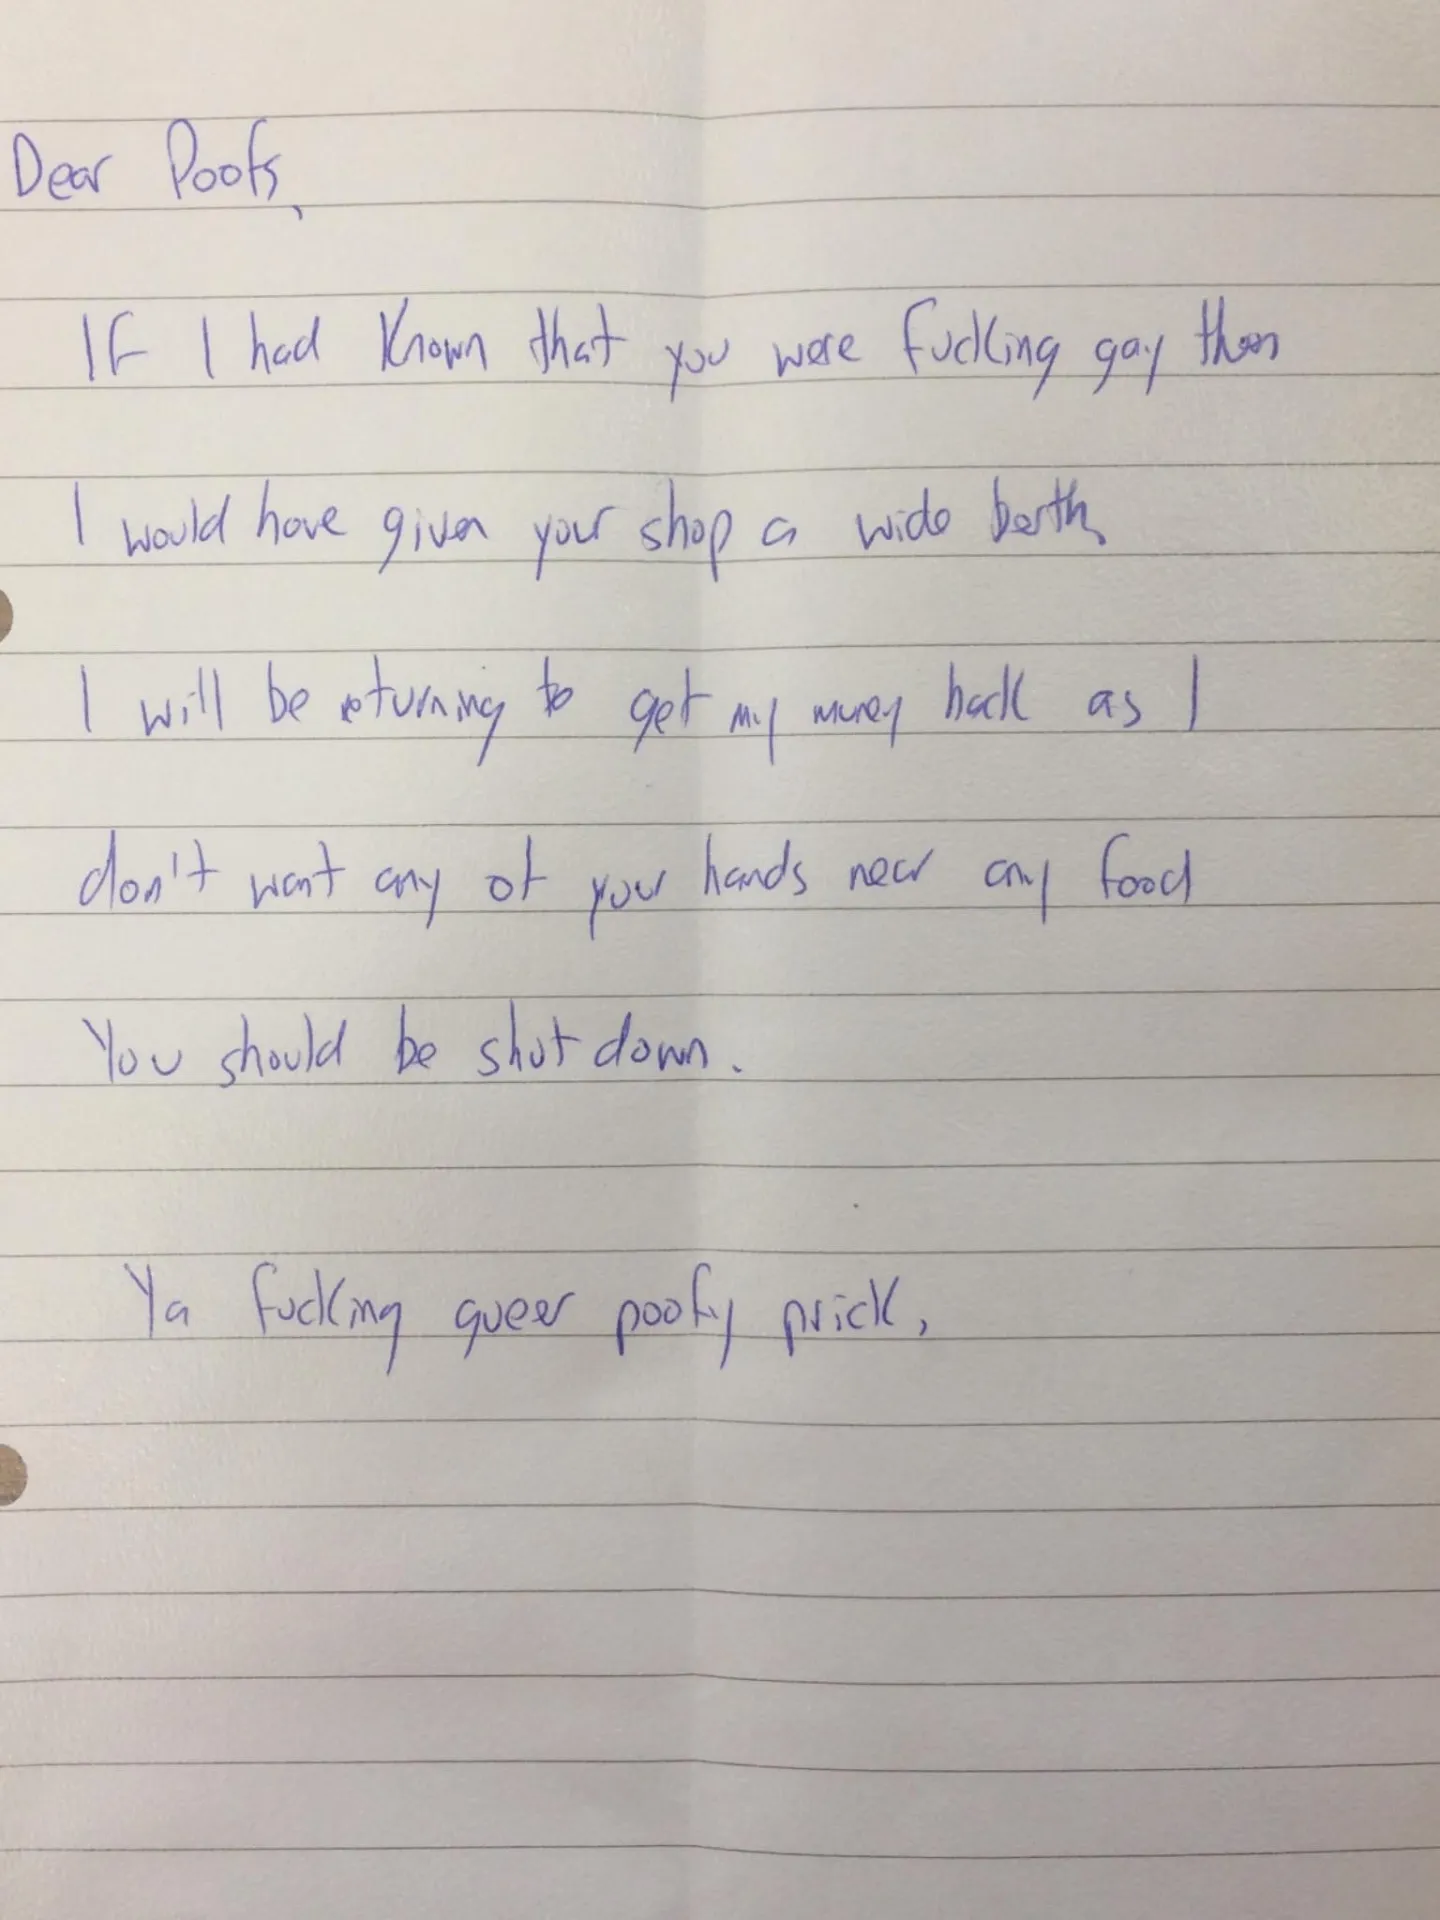 Dear Poofs,
If I had known that you were fucking gay then
I would have given your shop a wide berth,
I will be returning to get my money back as I
don't want any of your hands near any food
You should be shut down.
Ya fucking queer poofy prick,